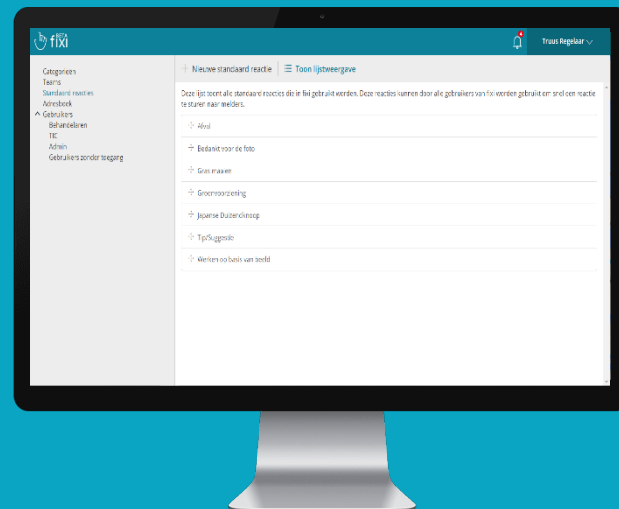 BETA
fixi
4
Truus Regelaar
Categorieën
Teams
Standaard reacties
Adresboek
Gebruikers
Behandelaren
TIC
Admin
Gebruikers zonder toegang
Nieuwe standaard reactie
Toon lijstweergave
Deze lijst toont alle standaard reacties die in fixi gebruikt worden. Deze reacties kunnen door alle gebruikers van fixi worden gebruikt om snel een reactie
te sturen naar melders.
Afval
Bedankt voor de foto
Gras maaien
Groenvoorziening
Japanse Duizendknoop
Tip/Suggestie
Werken op basis van beeld